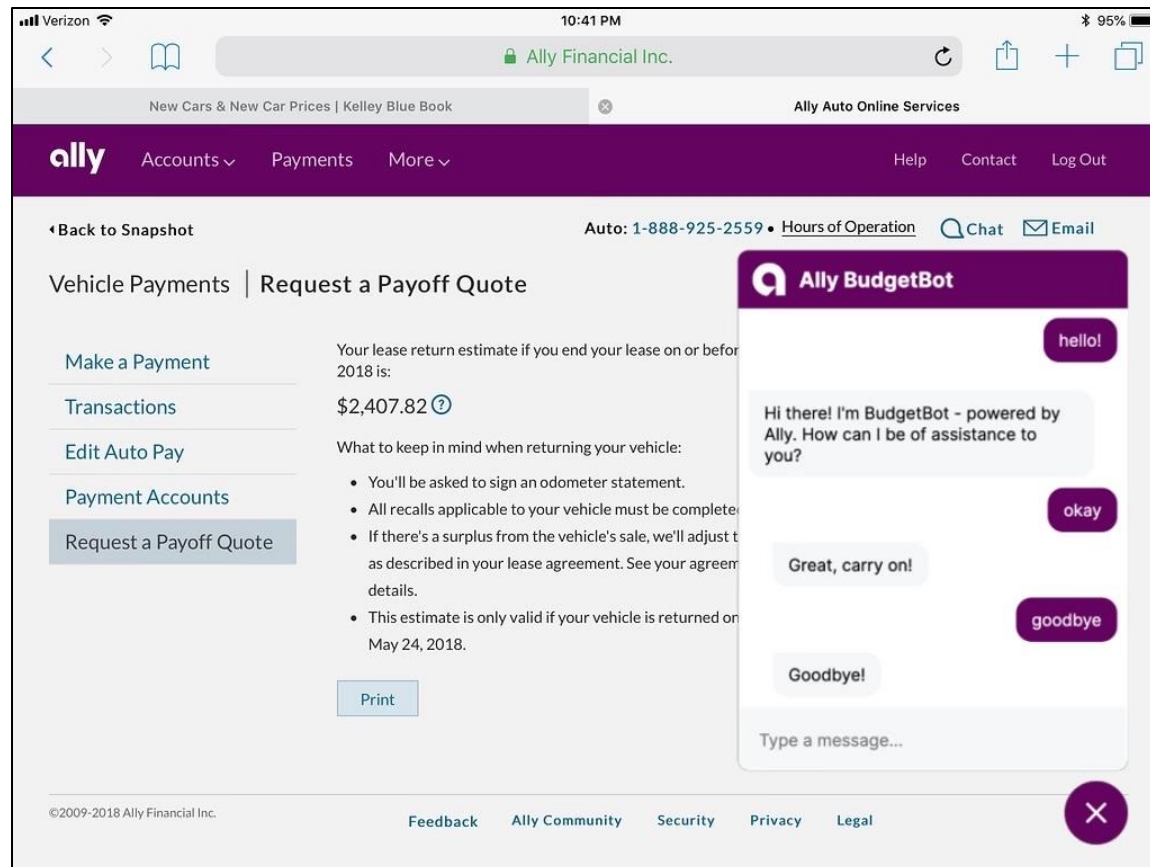 Verizon
10:41 PM
95%
Ally Financial Inc.
New Cars & New Car Prices | Kelley Blue Book
Ally Auto Online Services
ally
Accounts
Payments
More
Help
Contact
Log Out
Back to Snapshot
Auto: 1-888-925-2559 • Hours of Operation
Chat
Email
Vehicle Payments | Request a Payoff Quote
Make a Payment
Transactions
Edit Auto Pay
Payment Accounts
Request a Payoff Quote
Your lease return estimate if you end your lease on or befor
2018 is:
$2,407.82 ?
What to keep in mind when returning your vehicle:
• You'll be asked to sign an odometer statement.
• All recalls applicable to your vehicle must be complete
• If there's a surplus from the vehicle's sale, we'll adjust t
as described in your lease agreement. See your agreem
details.
• This estimate is only valid if your vehicle is returned on
May 24, 2018.
Print
Ally BudgetBot
hello!
Hi there! I'm BudgetBot - powered by
Ally. How can I be of assistance to
you?
okay
Great, carry on!
goodbye
Goodbye!
Type a message...
©2009-2018 Ally Financial Inc.
Feedback
Ally Community
Security
Privacy
Legal